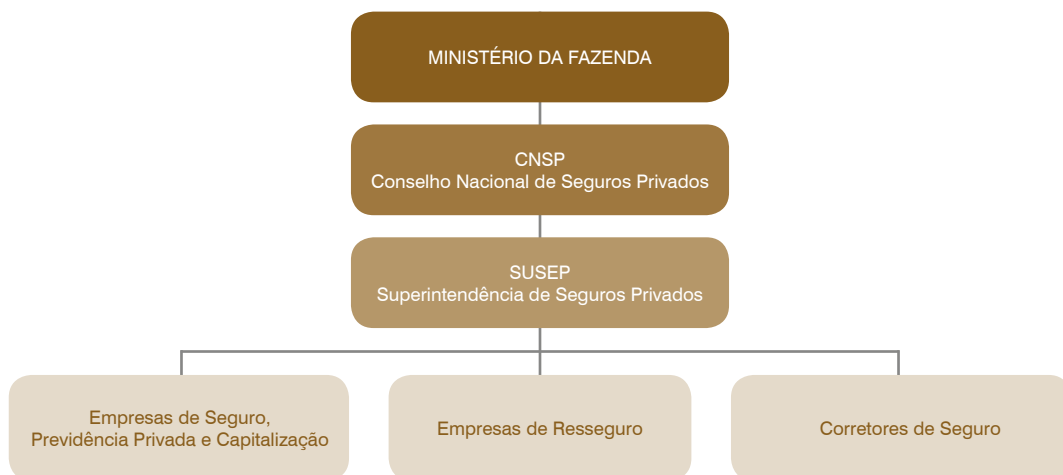 MINISTÉRIO DA FAZENDA
CNSP
Conselho Nacional de Seguros Privados
SUSEP
Superintendência de Seguros Privados
Empresas de Seguro,
Previdência Privada e Capitalização
Empresas de Resseguro
Corretores de Seguro